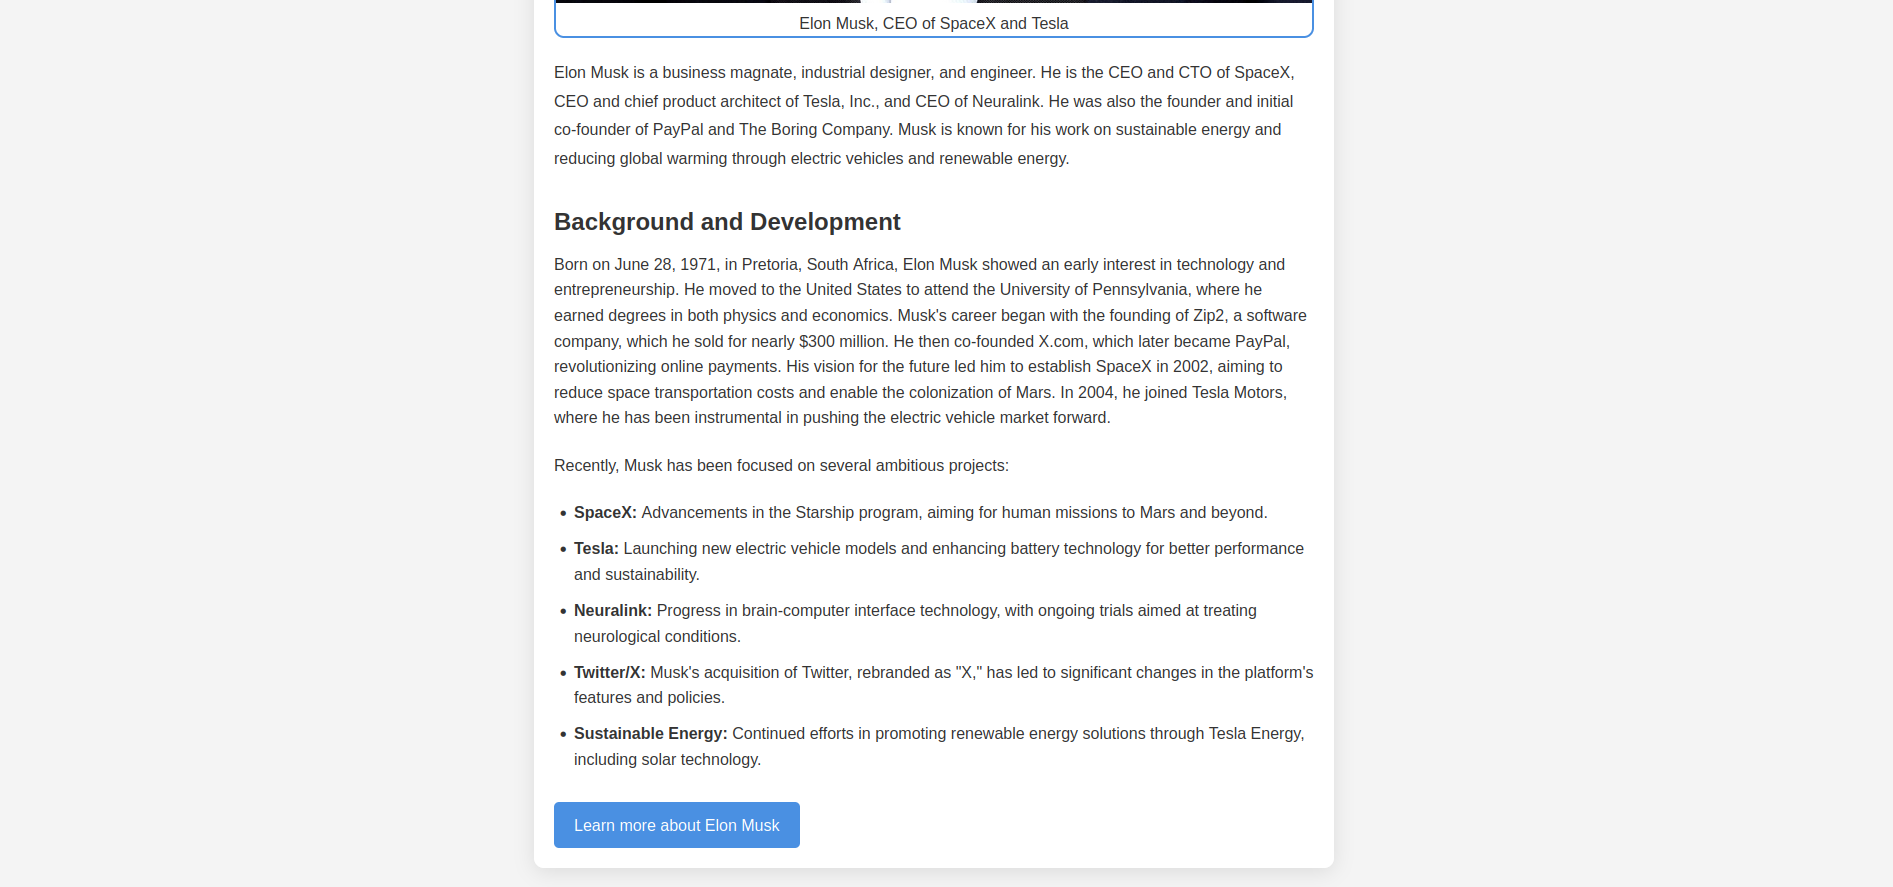 Elon Musk, CEO of SpaceX and Tesla
Elon Musk is a business magnate, industrial designer, and engineer. He is the CEO and CTO of SpaceX,
CEO and chief product architect of Tesla, Inc., and CEO of Neuralink. He was also the founder and initial
co-founder of PayPal and The Boring Company. Musk is known for his work on sustainable energy and
reducing global warming through electric vehicles and renewable energy.
Background and Development
Born on June 28, 1971, in Pretoria, South Africa, Elon Musk showed an early interest in technology and
entrepreneurship. He moved to the United States to attend the University of Pennsylvania, where he
earned degrees in both physics and economics. Musk's career began with the founding of Zip2, a software
company, which he sold for nearly $300 million. He then co-founded X.com, which later became PayPal,
revolutionizing online payments. His vision for the future led him to establish SpaceX in 2002, aiming to
reduce space transportation costs and enable the colonization of Mars. In 2004, he joined Tesla Motors,
where he has been instrumental in pushing the electric vehicle market forward.
Recently, Musk has been focused on several ambitious projects:
• SpaceX: Advancements in the Starship program, aiming for human missions to Mars and beyond.
• Tesla: Launching new electric vehicle models and enhancing battery technology for better performance
and sustainability.
• Neuralink: Progress in brain-computer interface technology, with ongoing trials aimed at treating
neurological conditions.
• Twitter/X: Musk's acquisition of Twitter, rebranded as "X," has led to significant changes in the platform's
features and policies.
• Sustainable Energy: Continued efforts in promoting renewable energy solutions through Tesla Energy,
including solar technology.
Learn more about Elon Musk